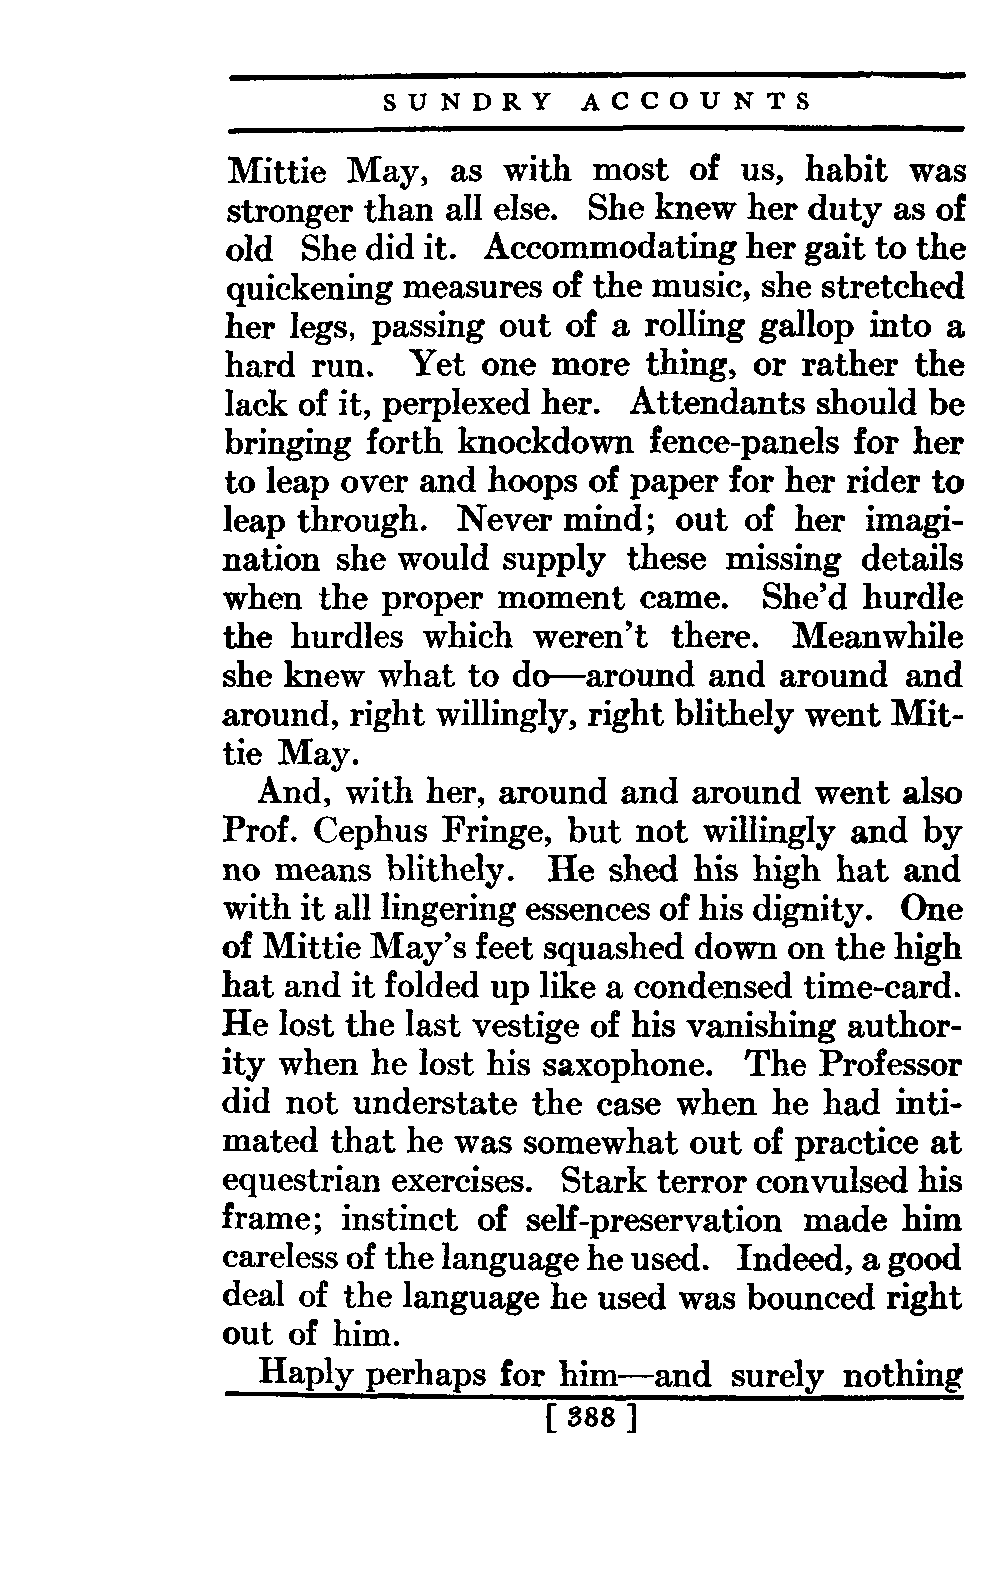 SUNDRY ACCOUNTS
Mittie May, as with most of us, habit was
stronger than all else. She knew her duty as of
old She did it. Accommodating her gait to the
quickening measures of the music, she stretched
her legs, passing out of a rolling gallop into a
hard run. Yet one more thing, or rather the
lack of it, perplexed her. Attendants should be
bringing forth knockdown fence-panels for her
to leap over and hoops of paper for her rider to
leap through. Never mind; out of her imagi-
nation she would supply these missing details
when the proper moment came. She'd hurdle
the hurdles which weren't there. Meanwhile
she knew what to do—around and around and
around, right willingly, right blithely went Mit-
tie May.
And, with her, around and around went also
Prof. Cephus Fringe, but not willingly and by
no means blithely. He shed his high hat and
with it all lingering essences of his dignity. One
of Mittie May's feet squashed down on the high
hat and it folded up like a condensed time-card.
He lost the last vestige of his vanishing author-
ity when he lost his saxophone. The Professor
did not understate the case when he had inti-
mated that he was somewhat out of practice at
equestrian exercises. Stark terror convulsed his
frame; instinct of self-preservation made him
careless of the language he used. Indeed, a good
deal of the language he used was bounced right
out of him.
Haply perhaps for him—and surely nothing
[ 388 ]